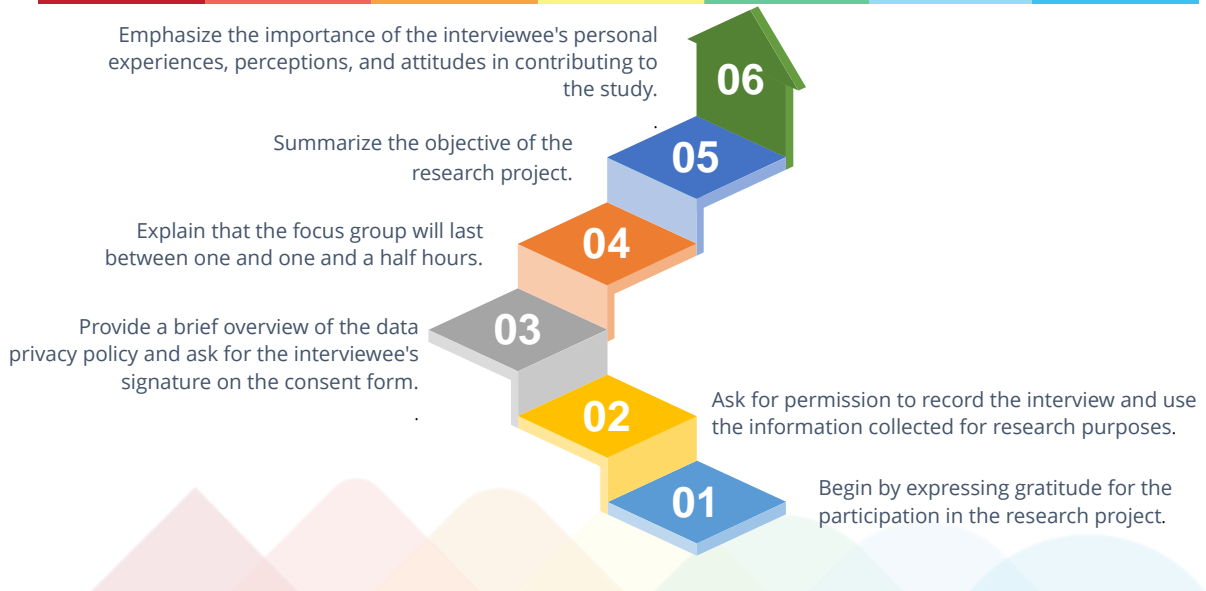 Emphasize the importance of the interviewee's personal
experiences, perceptions, and attitudes in contributing to
the study.
.
06
Summarize the objective of the
research project.
05
Explain that the focus group will last
between one and one and a half hours.
04
Provide a brief overview of the data
privacy policy and ask for the interviewee's
signature on the consent form.
.
03
02
Ask for permission to record the interview and use
the information collected for research purposes.
01
Begin by expressing gratitude for the
participation in the research project.